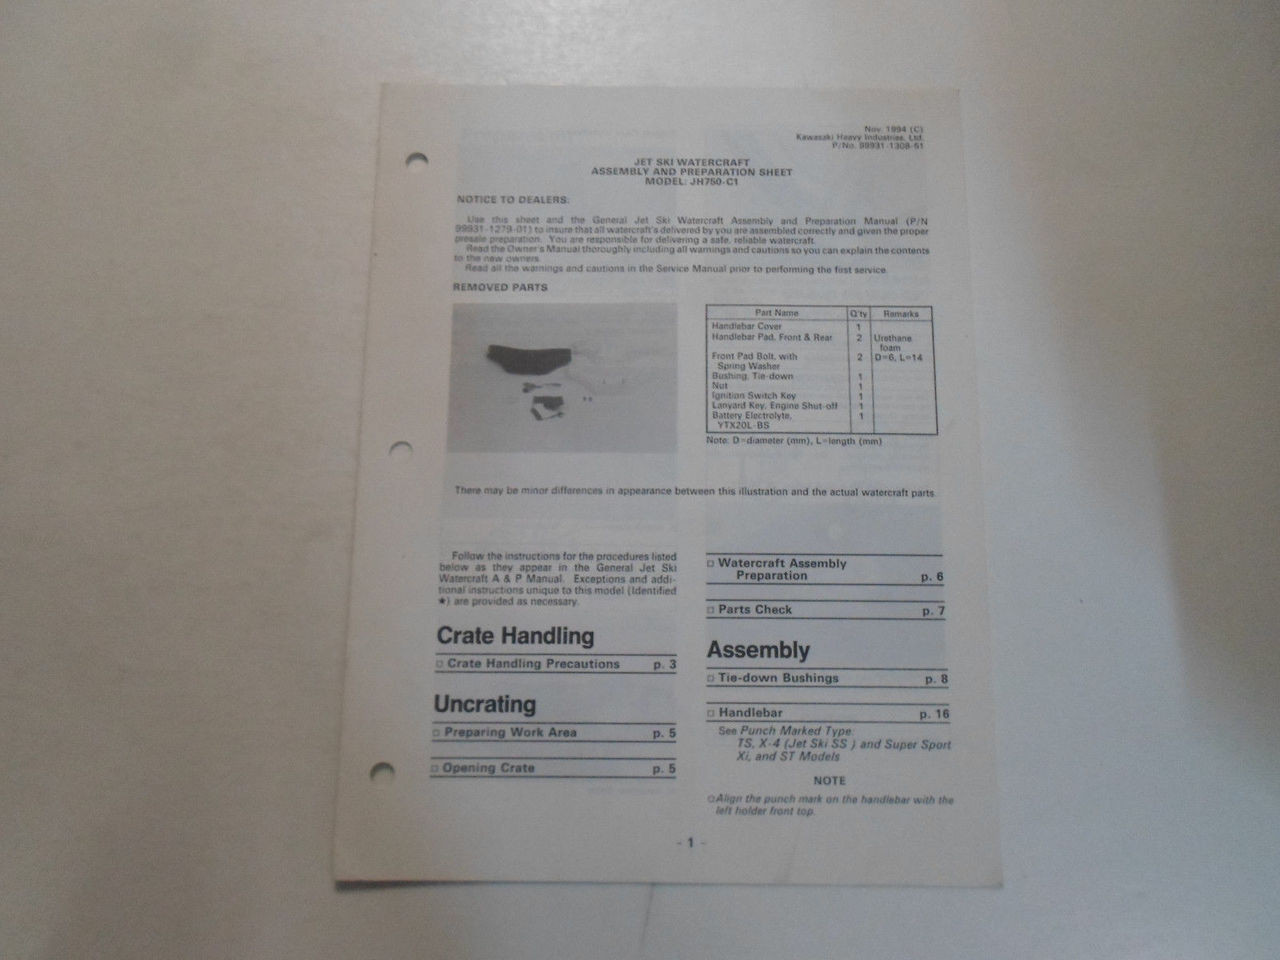 Nov. 1994 (C)
Kawasaki Heavy Industries, Ltd.
P/No. 99931-1308-51
JET SKI WATERCRAFT
ASSEMBLY AND PREPARATION SHEET
MODEL: JH750-C1
NOTICE TO DEALERS:
Use this sheet and the General Jet Ski Watercraft Assembly and Preparation Manual (P/N
99931-1279-01) to insure that all watercraft's delivered by you are assembled correctly and given the proper
presale preparation. You are responsible for delivering a safe, reliable watercraft.
Read the Owner's Manual thoroughly including all warnings and cautions so you can explain the contents
to the new owners.
Read all the warnings and cautions in the Service Manual prior to performing the first service.
REMOVED PARTS
Part Name Q'ty Remarks
Handlebar Cover 1
Handlebar Pad, Front & Rear 2 Urethane
foam
Front Pad Bolt, with 2 D=6, L=14
Spring Washer
Bushing, Tie-down 1
Nut 1
Ignition Switch Key 1
Lanyard Key, Engine Shut-off 1
Battery Electrolyte, 1
YTX20L-BS
Note: D=diameter (mm), L=length (mm)
There may be minor differences in appearance between this illustration and the actual watercraft parts.
Follow the instructions for the procedures listed
below as they appear in the General Jet Ski
Watercraft A & P Manual. Exceptions and addi-
tional instructions unique to this model (Identified
★) are provided as necessary.
Crate Handling
□ Crate Handling Precautions p. 3
Uncrating
□ Preparing Work Area p. 5
□ Opening Crate p. 5
□ Watercraft Assembly
Preparation p. 6
□ Parts Check p. 7
Assembly
□ Tie-down Bushings p. 8
□ Handlebar p. 16
See Punch Marked Type
TS, X-4 (Jet Ski SS ) and Super Sport
Xi, and ST Models
NOTE
○Align the punch mark on the handlebar with the
left holder front top.
- 1 -